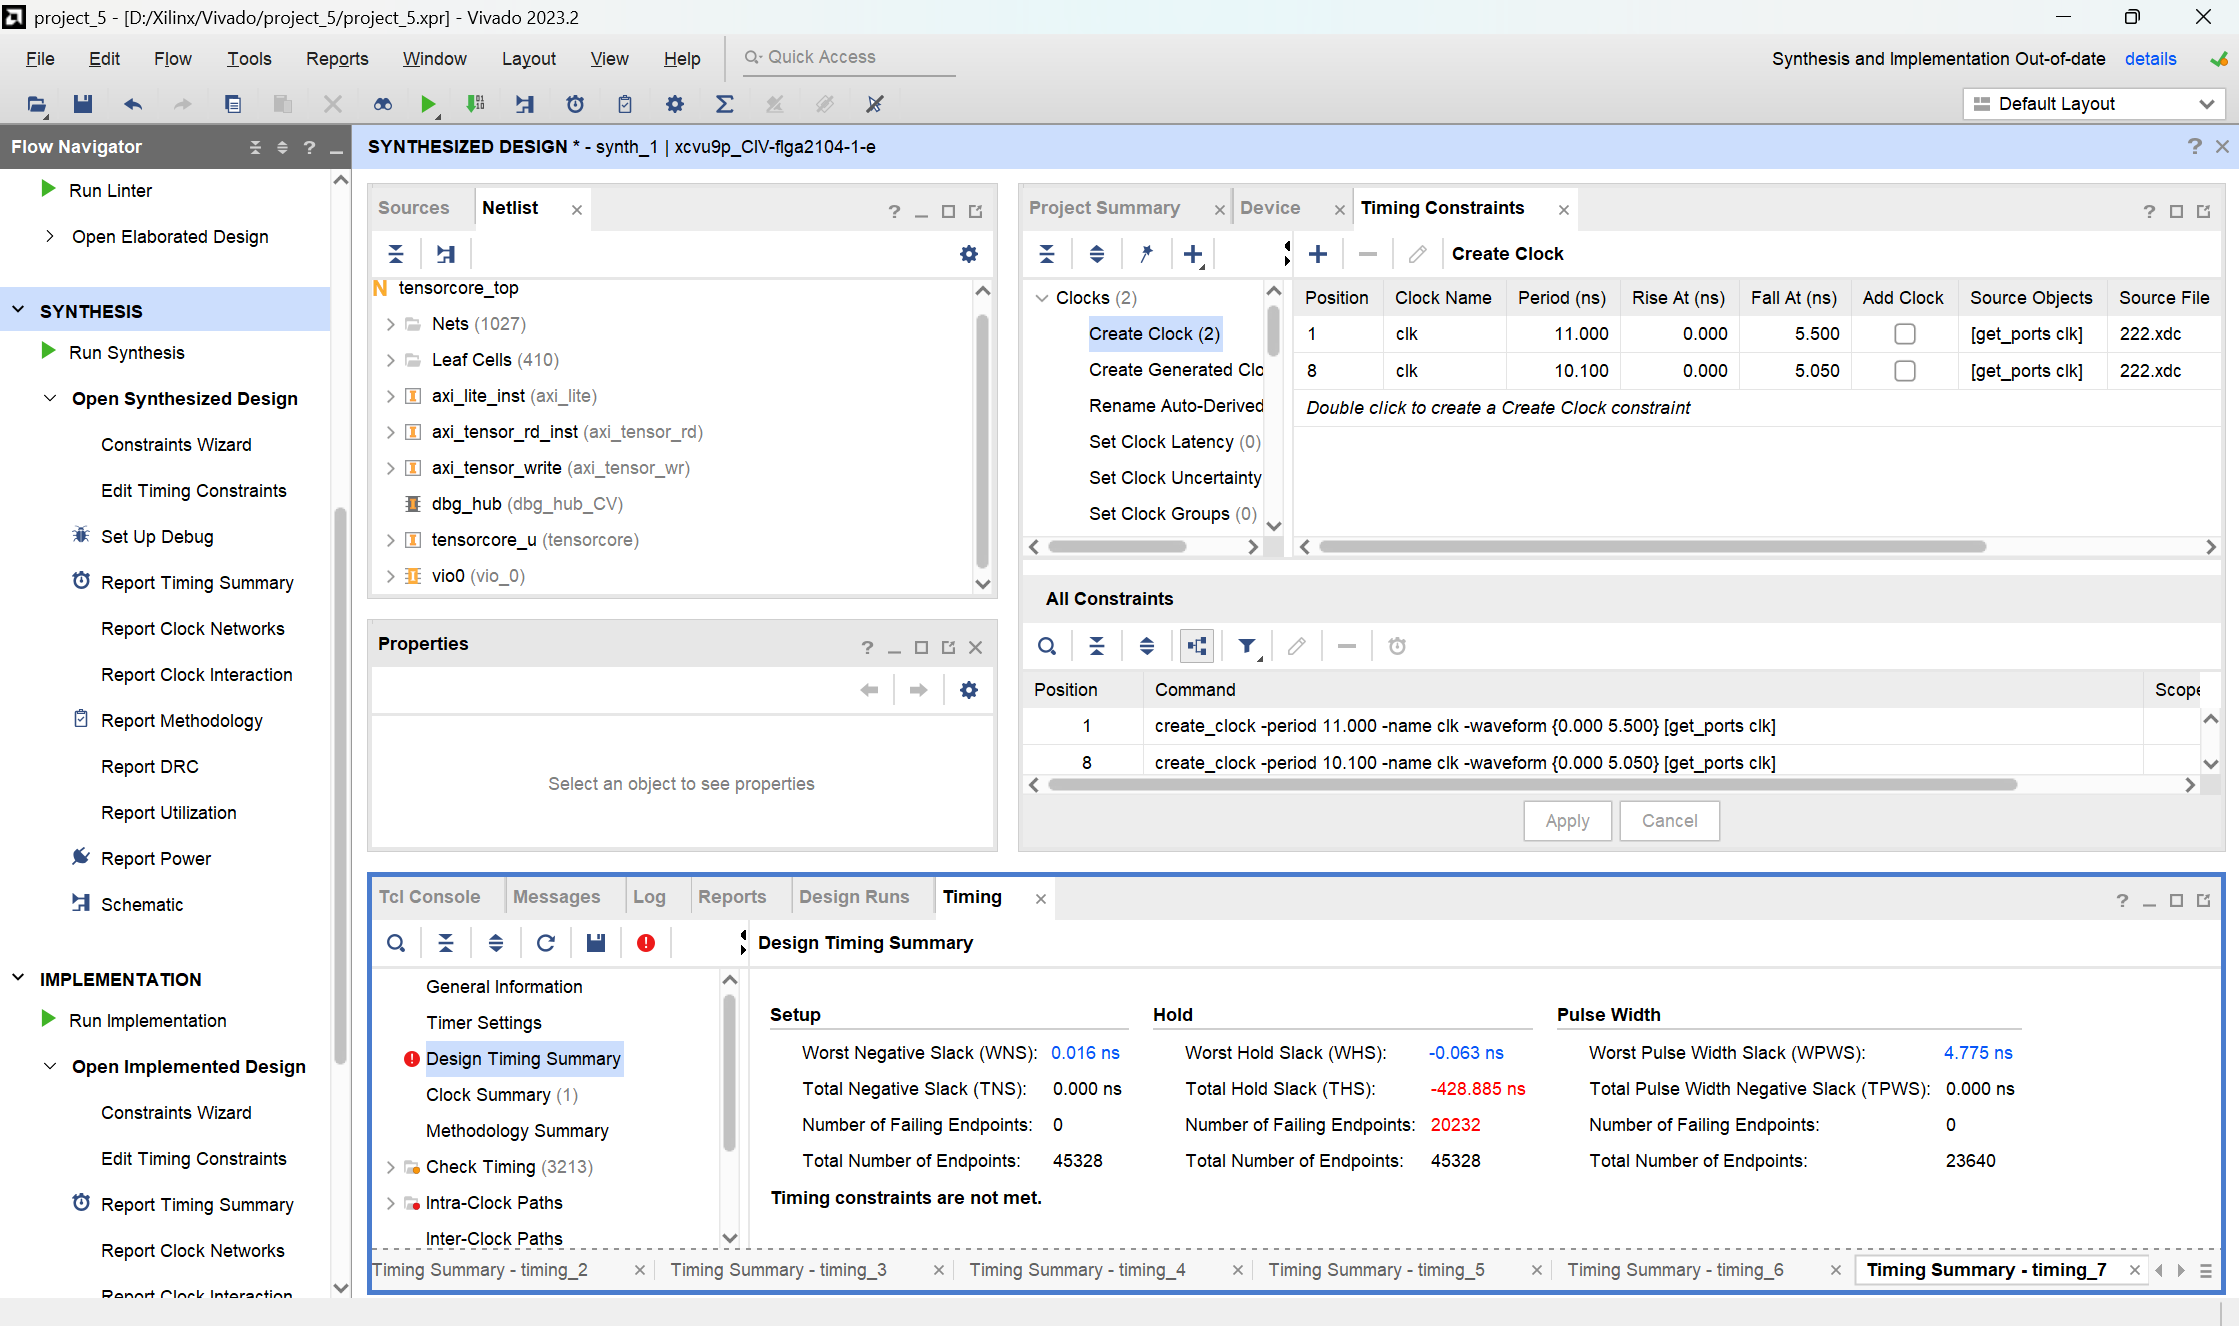 project_5 - [D:/Xilinx/Vivado/project_5/project_5.xpr] - Vivado 2023.2
File Edit Flow Tools Reports Window Layout View Help Quick Access
Synthesis and Implementation Out-of-date details
Default Layout
Flow Navigator
SYNTHESIZED DESIGN * - synth_1 | xcvu9p_CIV-flga2104-1-e
Run Linter
Open Elaborated Design
SYNTHESIS
Run Synthesis
Open Synthesized Design
Constraints Wizard
Edit Timing Constraints
Set Up Debug
Report Timing Summary
Report Clock Networks
Report Clock Interaction
Report Methodology
Report DRC
Report Utilization
Report Power
Schematic
IMPLEMENTATION
Run Implementation
Open Implemented Design
Constraints Wizard
Edit Timing Constraints
Report Timing Summary
Report Clock Networks
Report Clock Interaction
Sources Netlist
tensorcore_top
Nets (1027)
Leaf Cells (410)
axi_lite_inst (axi_lite)
axi_tensor_rd_inst (axi_tensor_rd)
axi_tensor_write (axi_tensor_wr)
dbg_hub (dbg_hub_CV)
tensorcore_u (tensorcore)
vio0 (vio_0)
Properties
Select an object to see properties
Project Summary Device Timing Constraints
Clocks (2)
Create Clock (2)
Create Generated Clo
Rename Auto-Derived
Set Clock Latency (0)
Set Clock Uncertainty
Set Clock Groups (0)
Create Clock
Position Clock Name Period (ns) Rise At (ns) Fall At (ns) Add Clock Source Objects Source File
1 clk 11.000 0.000 5.500 [get_ports clk] 222.xdc
8 clk 10.100 0.000 5.050 [get_ports clk] 222.xdc
Double click to create a Create Clock constraint
All Constraints
Position Command Scope
1 create_clock -period 11.000 -name clk -waveform {0.000 5.500} [get_ports clk]
8 create_clock -period 10.100 -name clk -waveform {0.000 5.050} [get_ports clk]
Apply Cancel
Tcl Console Messages Log Reports Design Runs Timing
Design Timing Summary
General Information
Timer Settings
Design Timing Summary
Clock Summary (1)
Methodology Summary
Check Timing (3213)
Intra-Clock Paths
Inter-Clock Paths
Setup Hold Pulse Width
Worst Negative Slack (WNS): 0.016 ns Worst Hold Slack (WHS): -0.063 ns Worst Pulse Width Slack (WPWS): 4.775 ns
Total Negative Slack (TNS): 0.000 ns Total Hold Slack (THS): -428.885 ns Total Pulse Width Negative Slack (TPWS): 0.000 ns
Number of Failing Endpoints: 0 Number of Failing Endpoints: 20232 Number of Failing Endpoints: 0
Total Number of Endpoints: 45328 Total Number of Endpoints: 45328 Total Number of Endpoints: 23640
Timing constraints are not met.
Timing Summary - timing_2 Timing Summary - timing_3 Timing Summary - timing_4 Timing Summary - timing_5 Timing Summary - timing_6 Timing Summary - timing_7